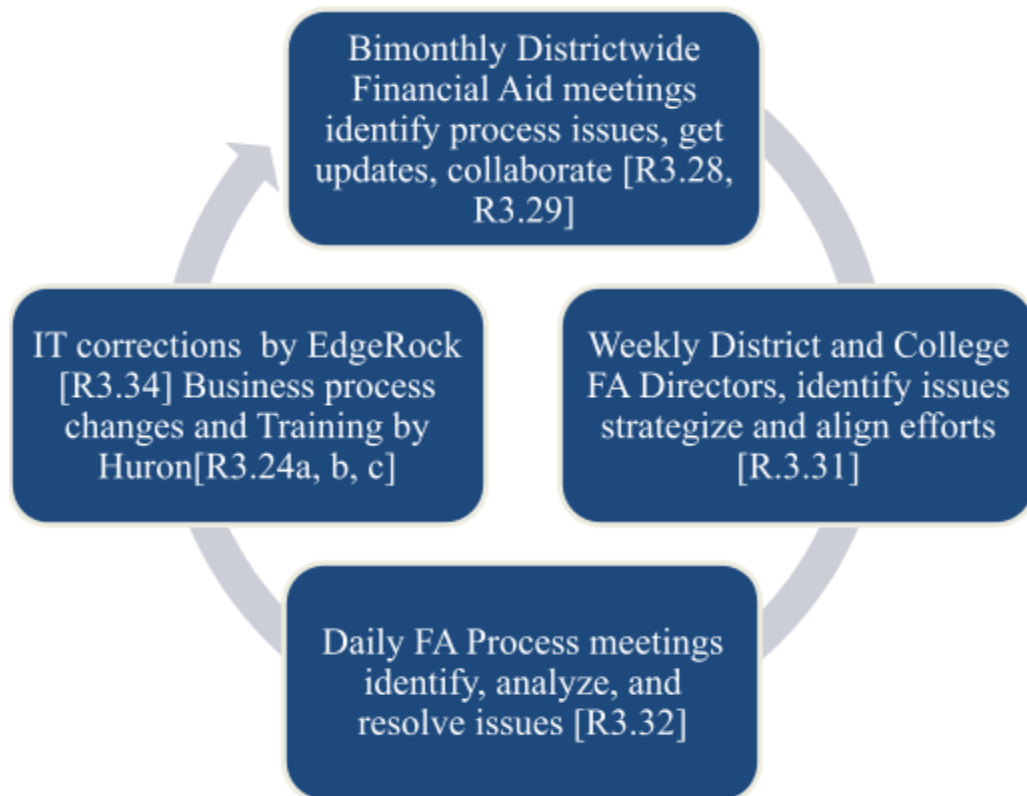 Bimonthly Districtwide
Financial Aid meetings
identify process issues, get
updates, collaborate [R3.28,
R3.29]
Weekly District and College
FA Directors, identify issues
strategize and align efforts
[R.3.31]
Daily FA Process meetings
identify, analyze, and
resolve issues [R3.32]
IT corrections  by EdgeRock
[R3.34] Business process
changes and Training by
Huron[R3.24a, b, c]